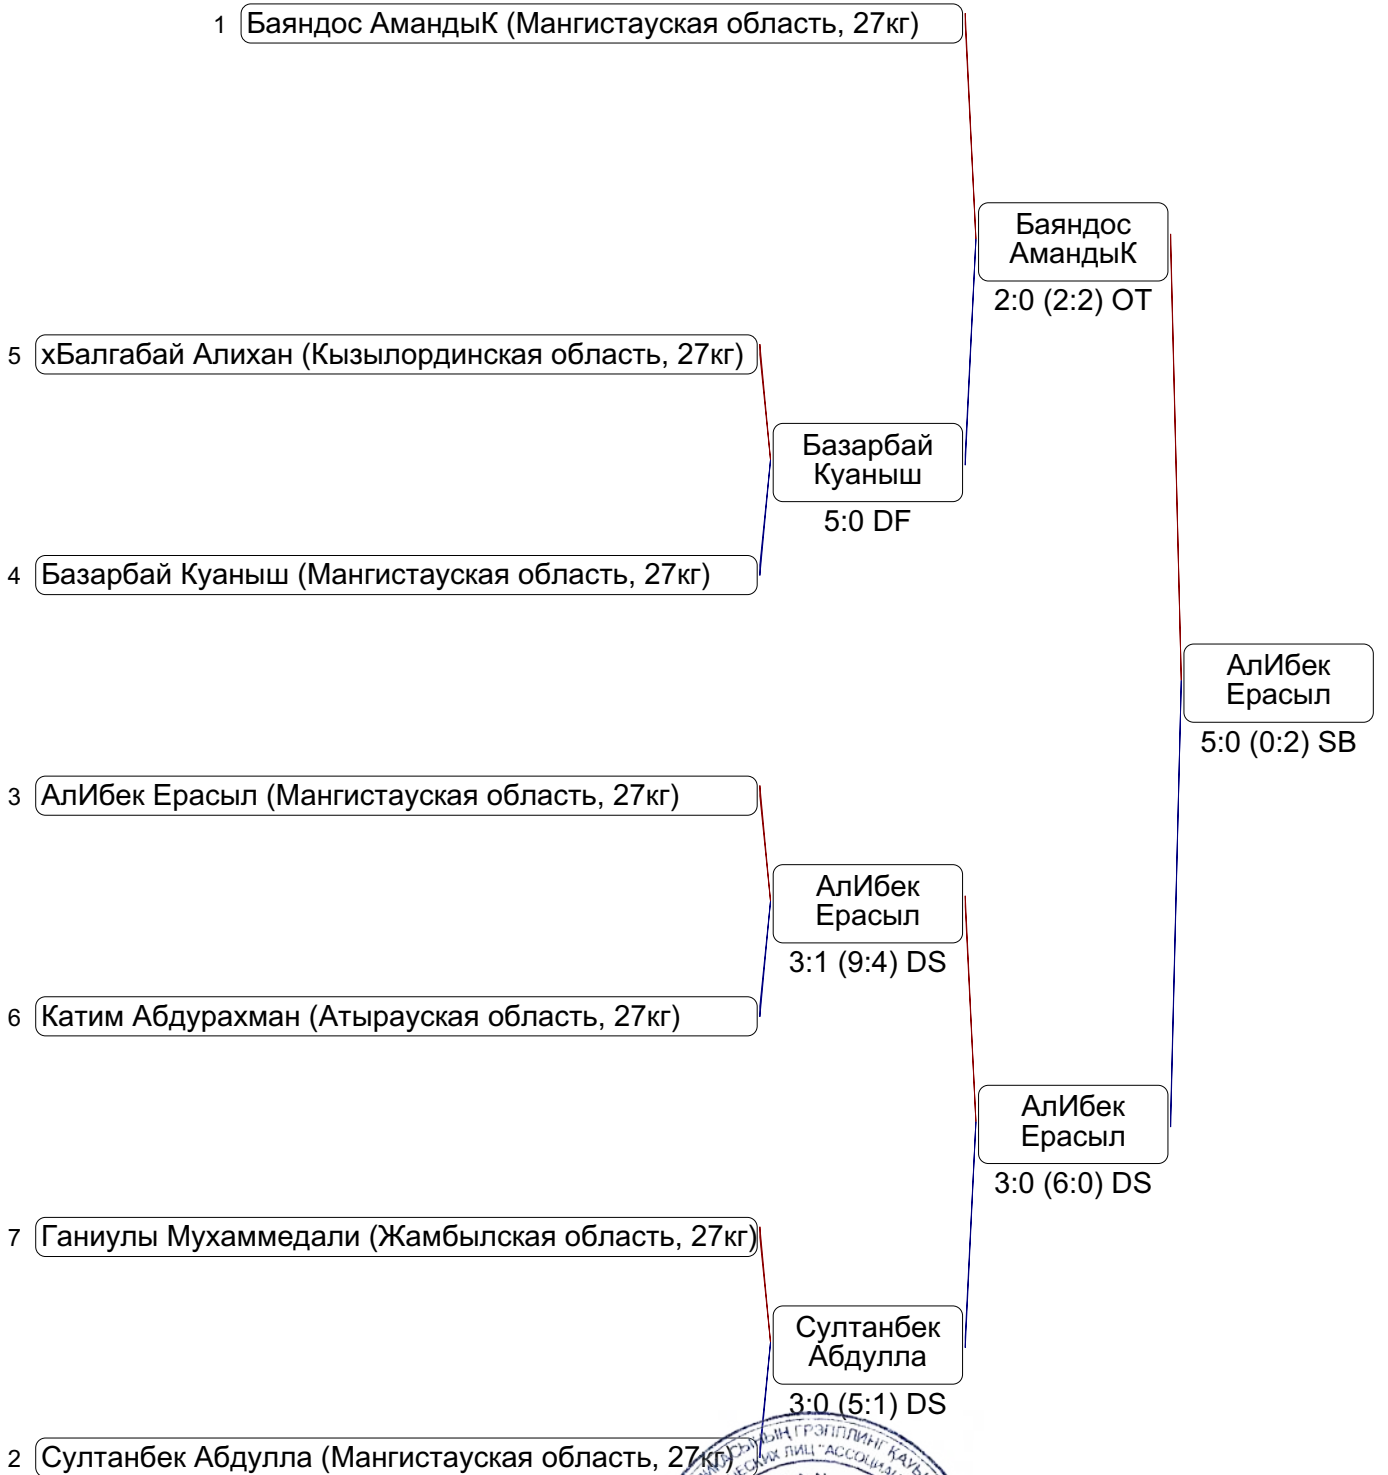 1 Баяндос АмандыК (Мангистауская область, 27кг)
Баяндос
АмандыК
2:0 (2:2) OT
5 хБалгабай Алихан (Кызылординская область, 27кг)
Базарбай
Куаныш
5:0 DF
4 Базарбай Куаныш (Мангистауская область, 27кг)
АлИбек
Ерасыл
5:0 (0:2) SB
3 АлИбек Ерасыл (Мангистауская область, 27кг)
АлИбек
Ерасыл
3:1 (9:4) DS
6 Катим Абдурахман (Атырауская область, 27кг)
АлИбек
Ерасыл
3:0 (6:0) DS
7 Ганиулы Мухаммедали (Жамбылская область, 27кг)
Султанбек
Абдулла
3:0 (5:1) DS
2 Султанбек Абдулла (Мангистауская область, 27кг)
ГРЭППЛИНГ
ЛИЦ "АССОЦИА